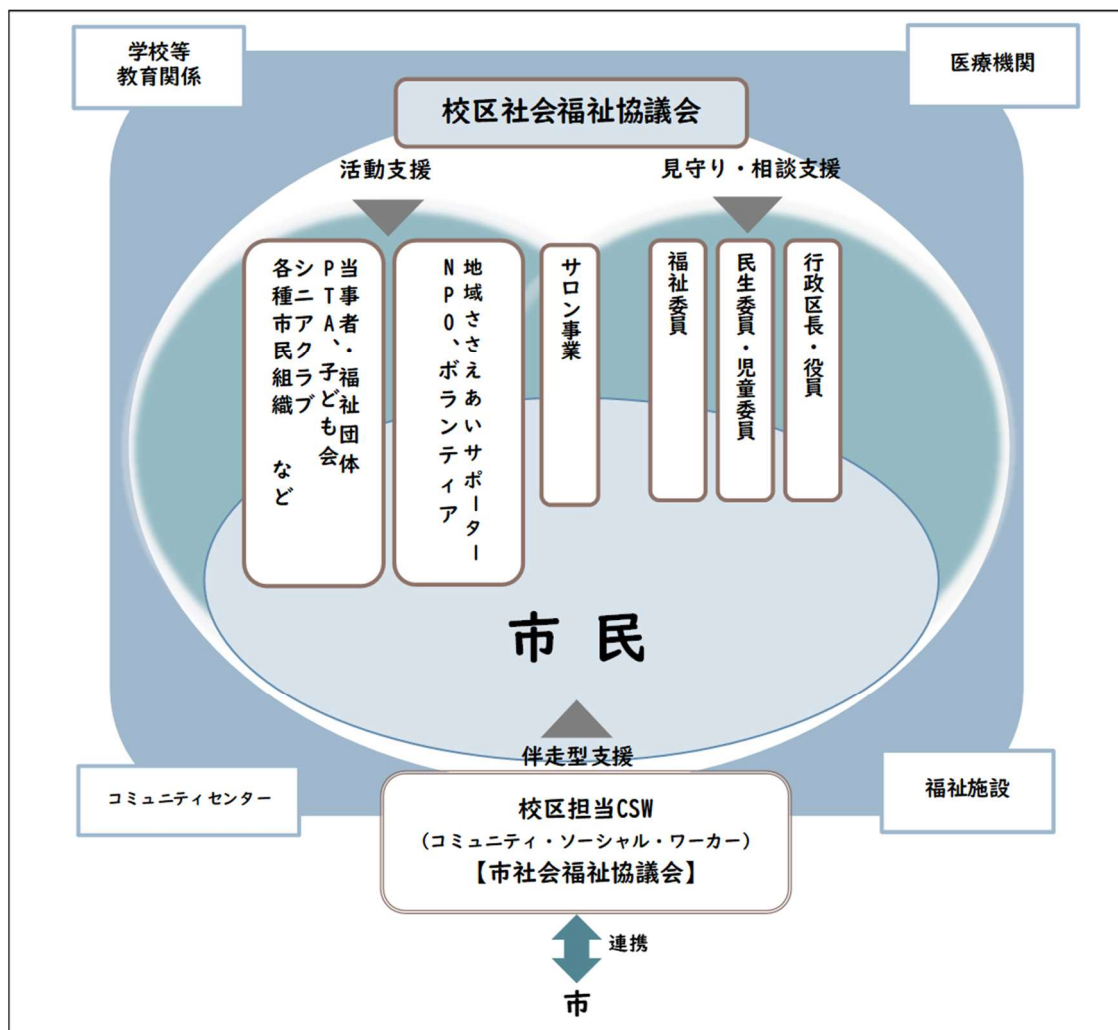 学校等
教育関係
医療機関
校区社会福祉協議会
活動支援
見守り・相談支援
当事者・福祉団体
PTA、子ども会
シニアクラブ
各種市民組織 など
地域ささえあいサポーター
NPO、ボランティア
サロン事業
福祉委員
民生委員・児童委員
行政区長・役員
市民
伴走型支援
コミュニティセンター
福祉施設
校区担当CSW
(コミュニティ・ソーシャル・ワーカー)
【市社会福祉協議会】
連携
市